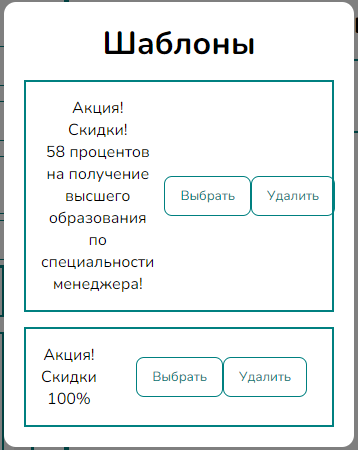 Шаблоны
Акция!
Скидки!
58 процентов
на получение
высшего
образования
по
специальности
менеджера!
Выбрать
Удалить
Акция!
Скидки
100%
Выбрать
Удалить